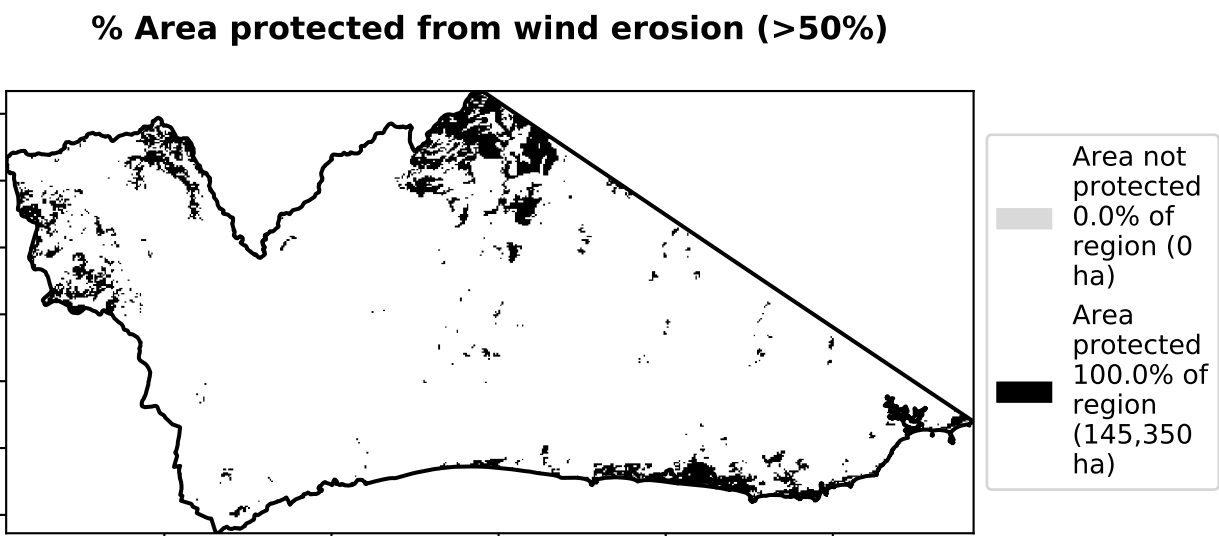 % Area protected from wind erosion (>50%)
Area not
protected
0.0% of
region (0
ha)
Area
protected
100.0% of
region
(145,350
ha)